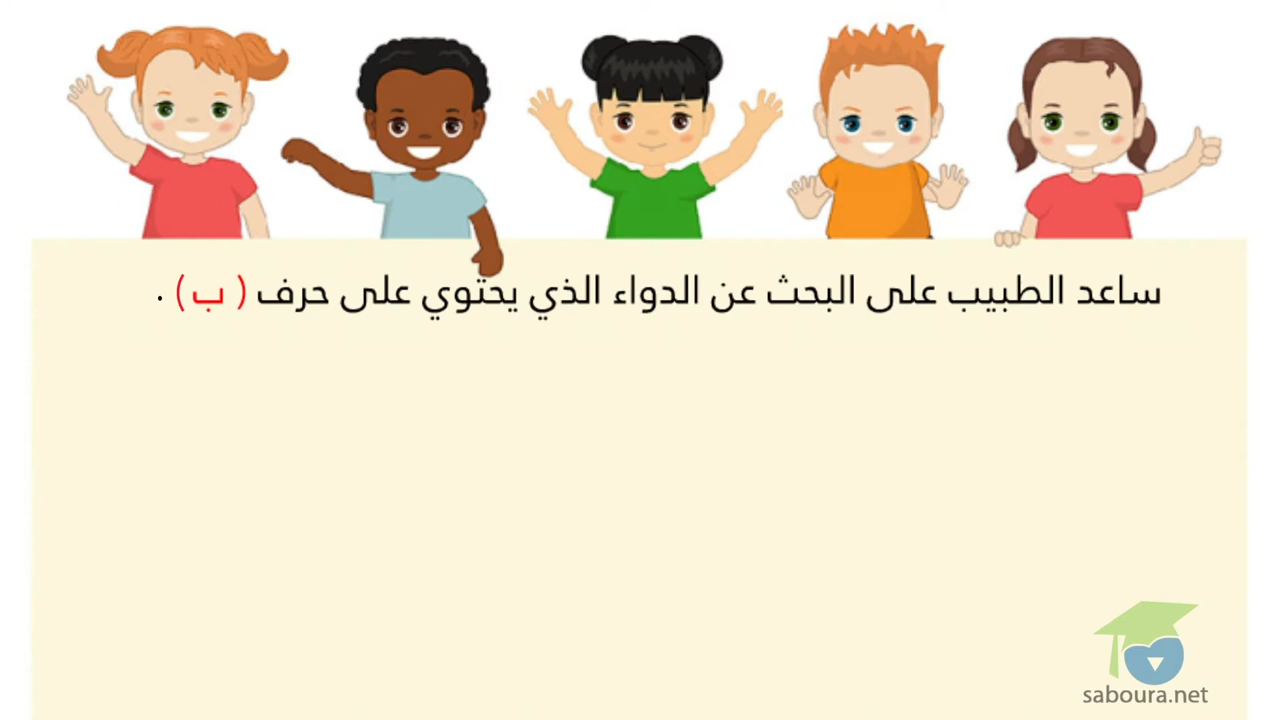 ساعد الطبيب على البحث عن الدواء الذي يحتوي على حرف ( ب ) .
saboura.net